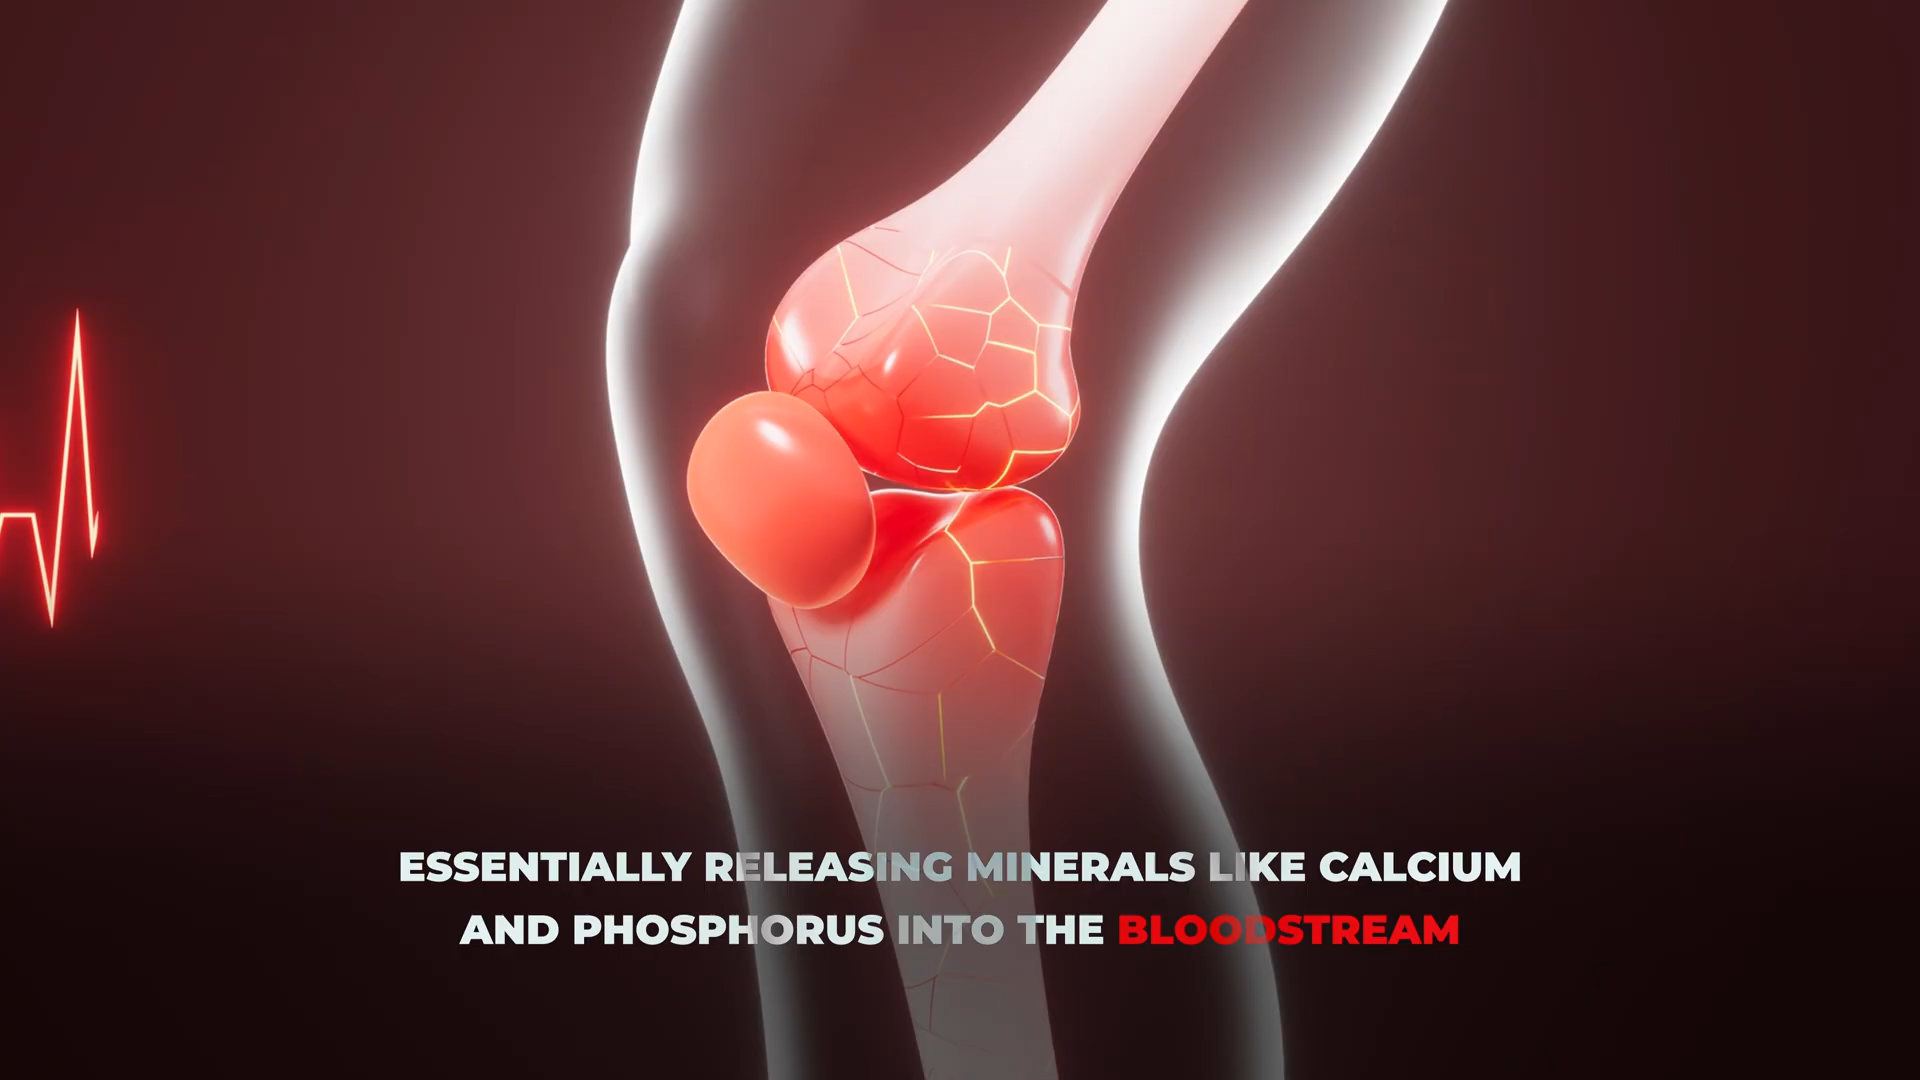 ESSENTIALLY RELEASING MINERALS LIKE CALCIUM
AND PHOSPHORUS INTO THE BLOODSTREAM